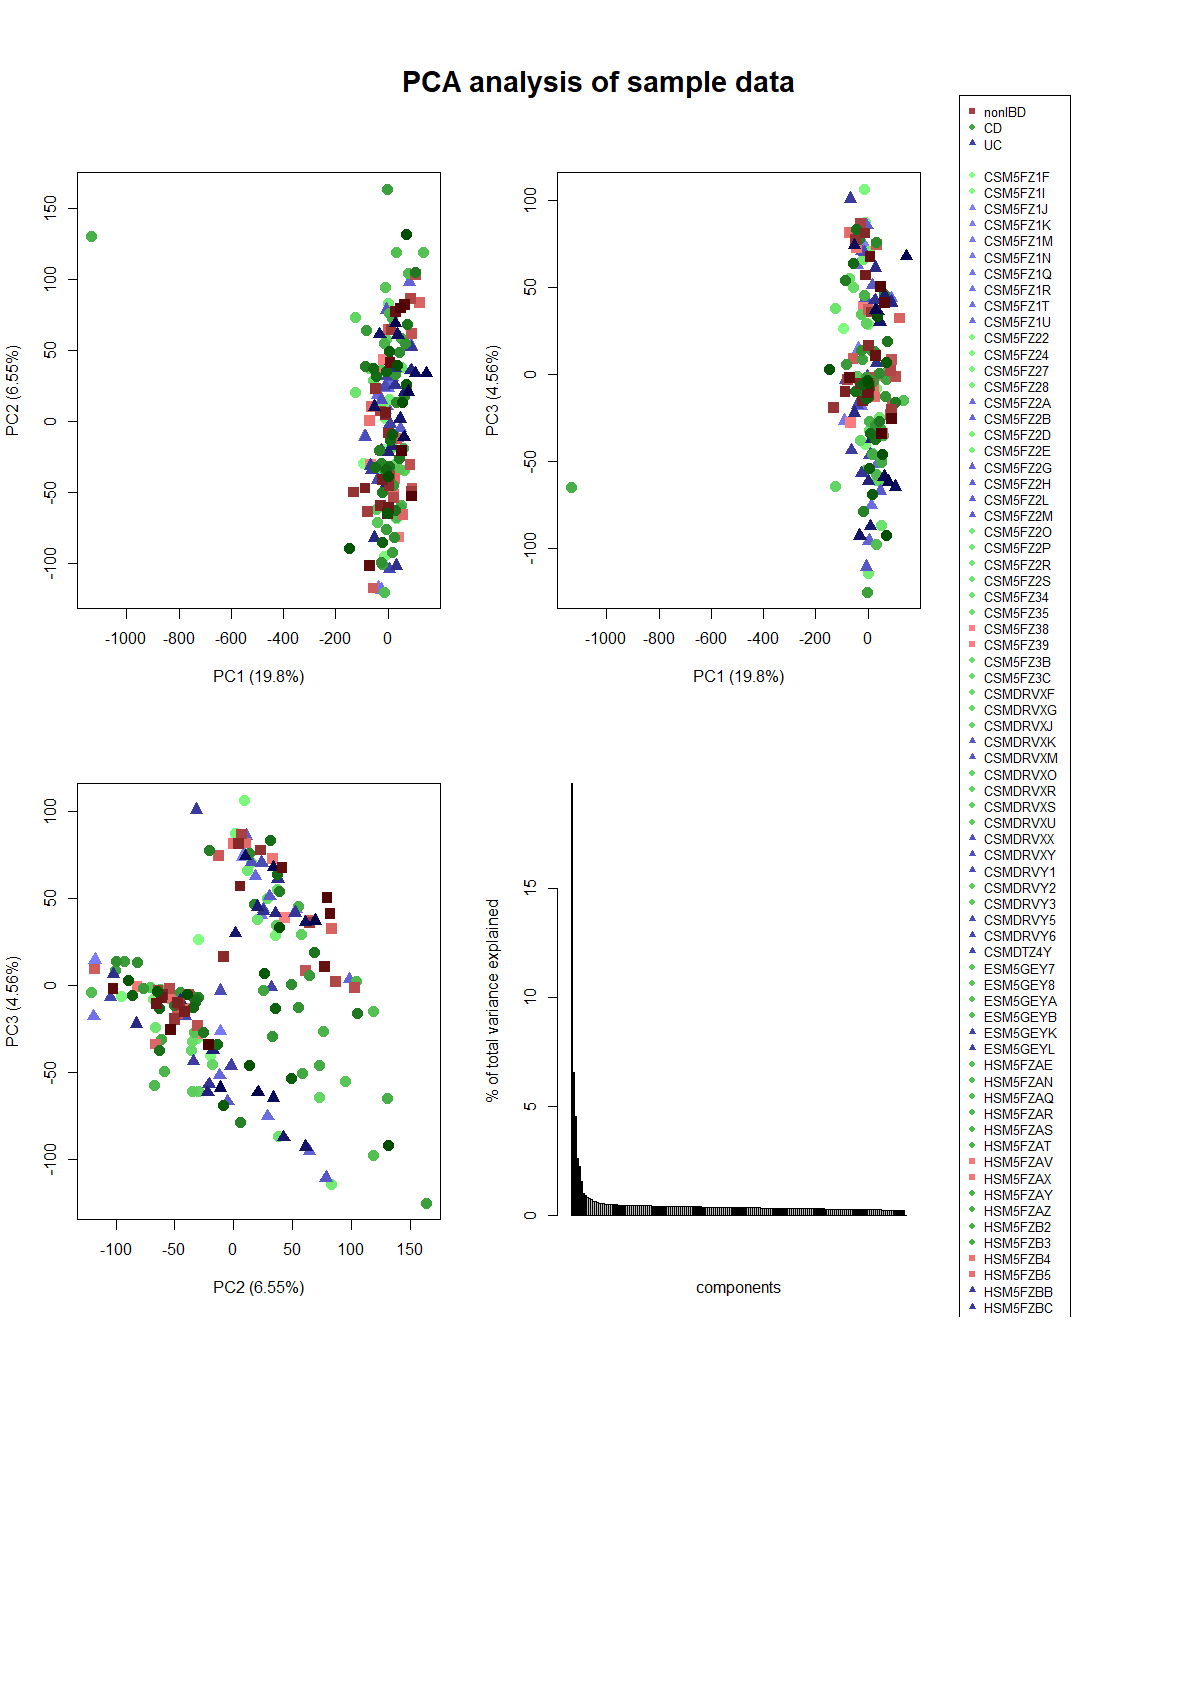 PCA analysis of sample data
150
100
50
0
-50
-100
PC2 (6.55%)
-1000 -800 -600 -400 -200 0
PC1 (19.8%)
100
50
0
-50
-100
PC3 (4.56%)
-1000 -800 -600 -400 -200 0
PC1 (19.8%)
100
50
0
-50
-100
PC3 (4.56%)
-100 -50 0 50 100 150
PC2 (6.55%)
15
10
5
0
% of total variance explained
components
nonIBD
CD
UC
CSM5FZ1F
CSM5FZ1I
CSM5FZ1J
CSM5FZ1K
CSM5FZ1M
CSM5FZ1N
CSM5FZ1Q
CSM5FZ1R
CSM5FZ1T
CSM5FZ1U
CSM5FZ22
CSM5FZ24
CSM5FZ27
CSM5FZ28
CSM5FZ2A
CSM5FZ2B
CSM5FZ2D
CSM5FZ2E
CSM5FZ2G
CSM5FZ2H
CSM5FZ2L
CSM5FZ2M
CSM5FZ2O
CSM5FZ2P
CSM5FZ2R
CSM5FZ2S
CSM5FZ34
CSM5FZ35
CSM5FZ38
CSM5FZ39
CSM5FZ3B
CSM5FZ3C
CSMDRVXF
CSMDRVXG
CSMDRVXJ
CSMDRVXK
CSMDRVXM
CSMDRVXO
CSMDRVXR
CSMDRVXS
CSMDRVXU
CSMDRVXX
CSMDRVXY
CSMDRVY1
CSMDRVY2
CSMDRVY3
CSMDRVY5
CSMDRVY6
CSMDTZ4Y
ESM5GEY7
ESM5GEY8
ESM5GEYA
ESM5GEYB
ESM5GEYK
ESM5GEYL
HSM5FZAE
HSM5FZAN
HSM5FZAQ
HSM5FZAR
HSM5FZAS
HSM5FZAT
HSM5FZAV
HSM5FZAX
HSM5FZAY
HSM5FZAZ
HSM5FZB2
HSM5FZB3
HSM5FZB4
HSM5FZB5
HSM5FZBB
HSM5FZBC